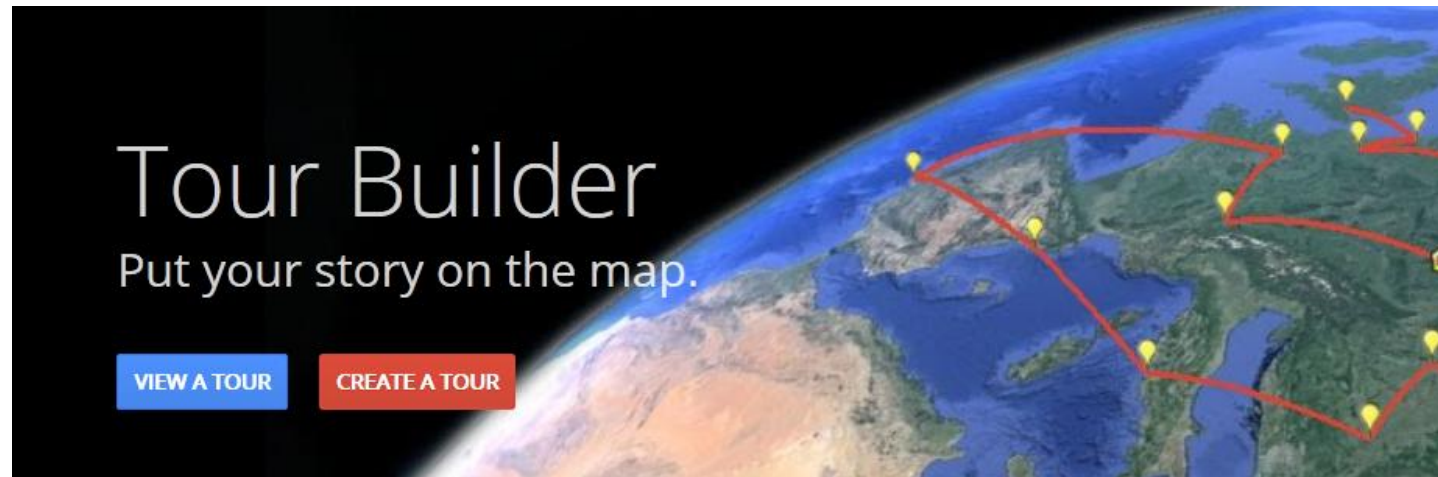 Tour Builder
Put your story on the map.
VIEW A TOUR
CREATE A TOUR